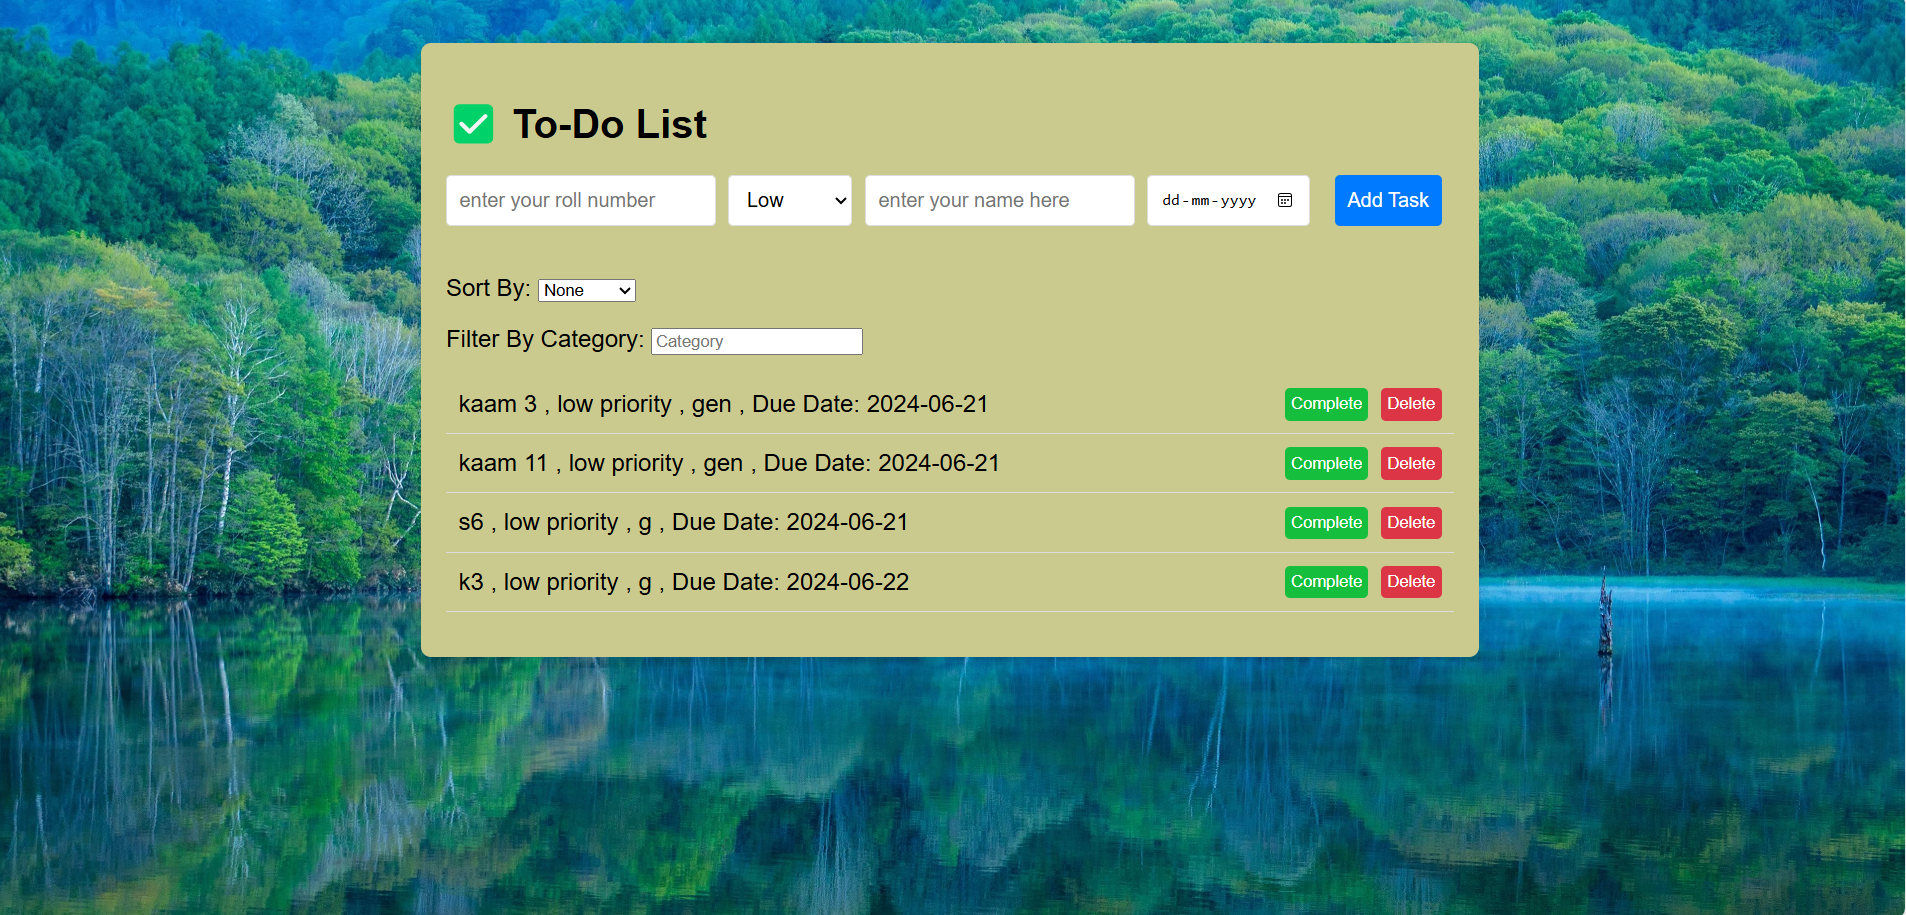 To-Do List
enter your roll number Low enter your name here dd-mm-yyyy Add Task
Sort By: None
Filter By Category: Category
kaam 3 , low priority , gen , Due Date: 2024-06-21 Complete Delete
kaam 11 , low priority , gen , Due Date: 2024-06-21 Complete Delete
s6 , low priority , g , Due Date: 2024-06-21 Complete Delete
k3 , low priority , g , Due Date: 2024-06-22 Complete Delete